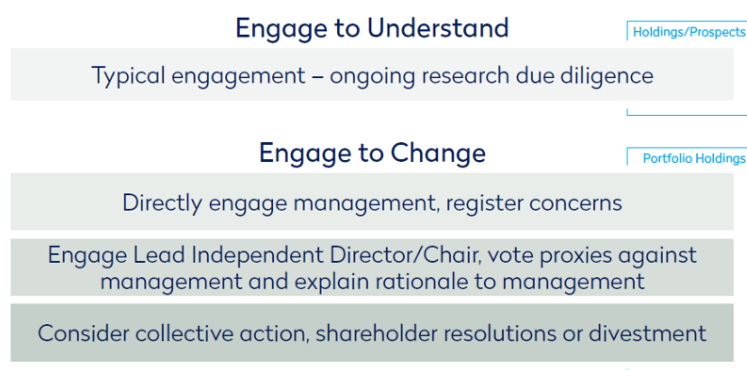 Engage to Understand
Holdings/Prospects
Typical engagement – ongoing research due diligence
Engage to Change
Portfolio Holdings
Directly engage management, register concerns
Engage Lead Independent Director/Chair, vote proxies against
management and explain rationale to management
Consider collective action, shareholder resolutions or divestment